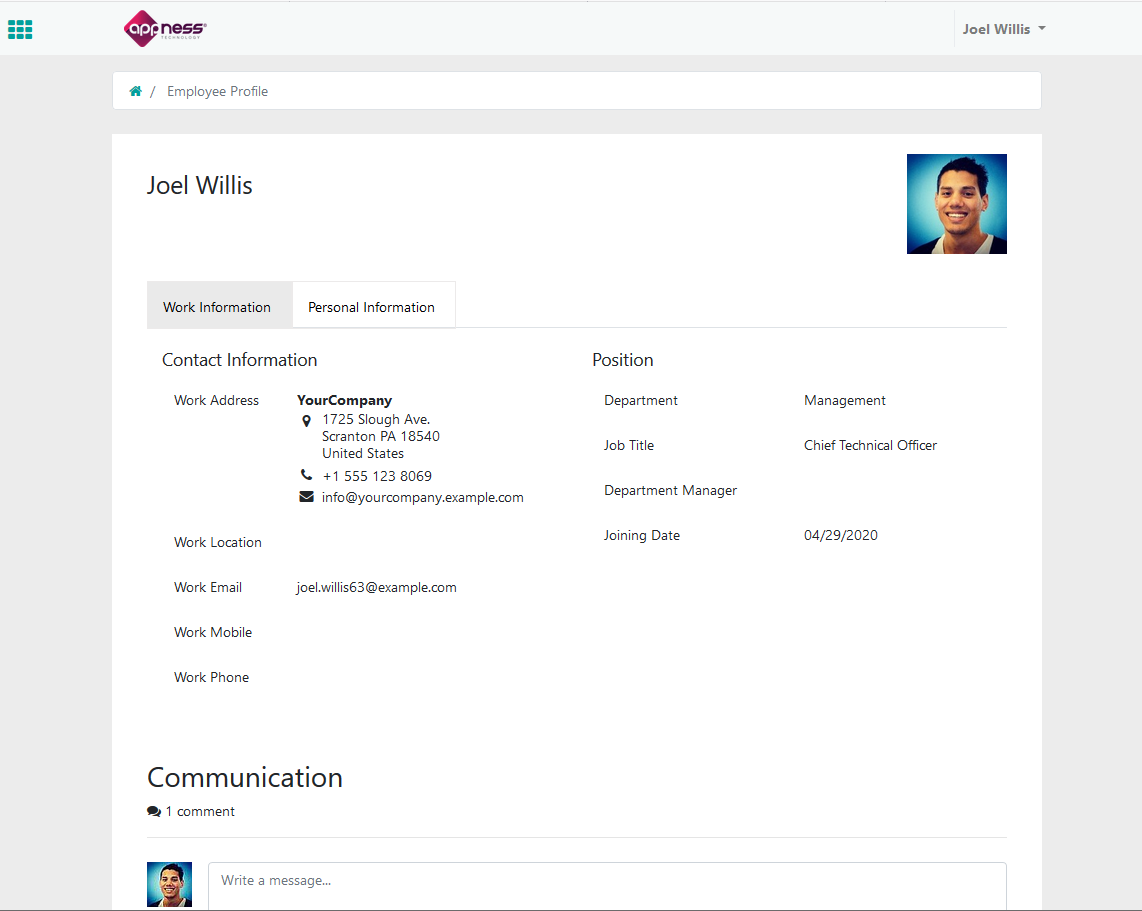 appness
TECHNOLOGY
Joel Willis
/ Employee Profile
Joel Willis
Work Information Personal Information
Contact Information
Position
Work Address
YourCompany
1725 Slough Ave.
Scranton PA 18540
United States
+1 555 123 8069
info@yourcompany.example.com
Work Location
Work Email joel.willis63@example.com
Work Mobile
Work Phone
Department Management
Job Title Chief Technical Officer
Department Manager
Joining Date 04/29/2020
Communication
1 comment
Write a message...